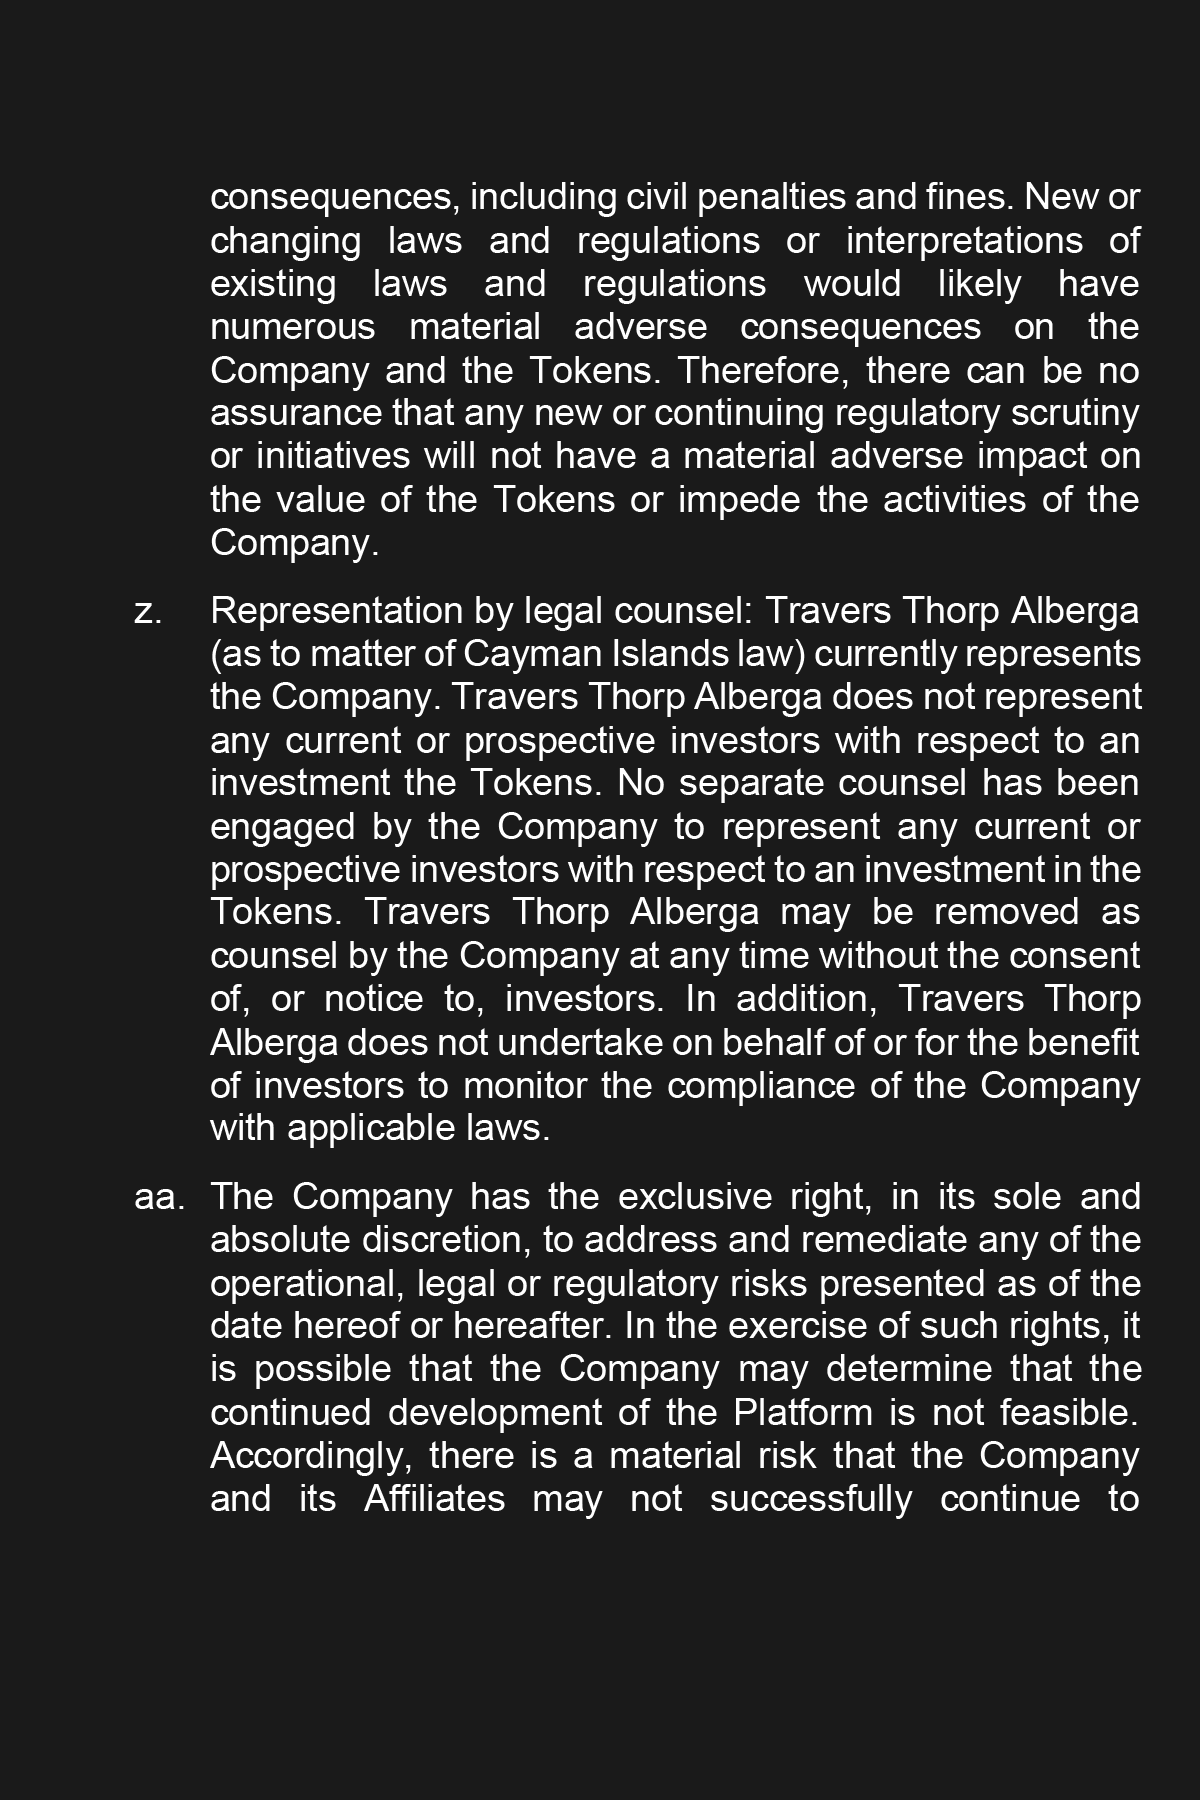 consequences, including civil penalties and fines. New or
changing laws and regulations or interpretations of
existing laws and regulations would likely have
numerous material adverse consequences on the
Company and the Tokens. Therefore, there can be no
assurance that any new or continuing regulatory scrutiny
or initiatives will not have a material adverse impact on
the value of the Tokens or impede the activities of the
Company.
z. Representation by legal counsel: Travers Thorp Alberga
(as to matter of Cayman Islands law) currently represents
the Company. Travers Thorp Alberga does not represent
any current or prospective investors with respect to an
investment the Tokens. No separate counsel has been
engaged by the Company to represent any current or
prospective investors with respect to an investment in the
Tokens. Travers Thorp Alberga may be removed as
counsel by the Company at any time without the consent
of, or notice to, investors. In addition, Travers Thorp
Alberga does not undertake on behalf of or for the benefit
of investors to monitor the compliance of the Company
with applicable laws.
aa. The Company has the exclusive right, in its sole and
absolute discretion, to address and remediate any of the
operational, legal or regulatory risks presented as of the
date hereof or hereafter. In the exercise of such rights, it
is possible that the Company may determine that the
continued development of the Platform is not feasible.
Accordingly, there is a material risk that the Company
and its Affiliates may not successfully continue to